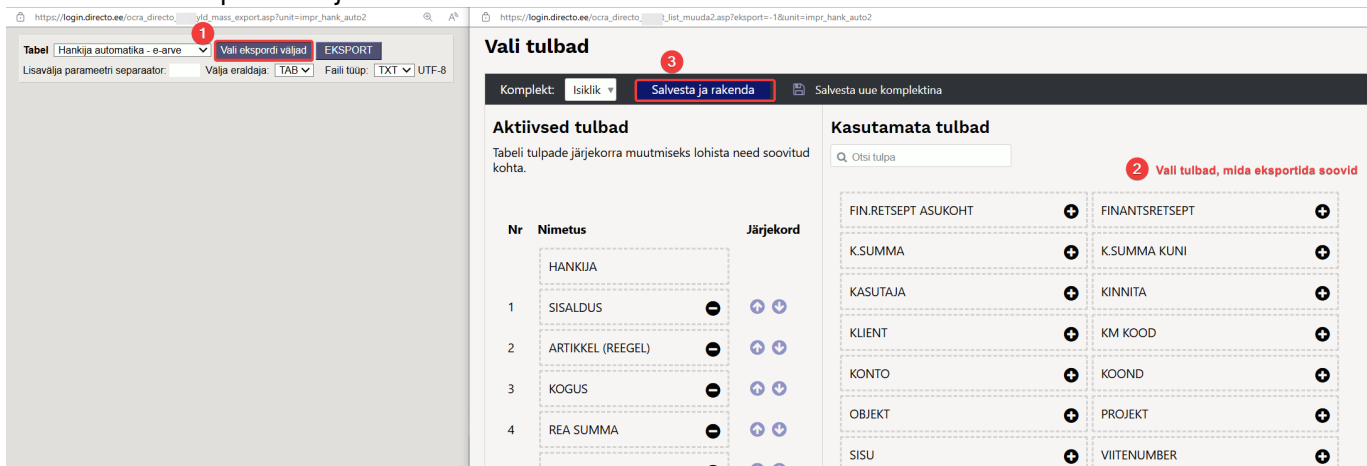 https://login.directo.ee/ocra_directo_ yld_mass_export.asp?unit=impr_hank_auto2
1
Tabel Hankija automatika - e-arve Vali ekspordi väljad EKSPORT
Lisavälja parameetri separaator: Välja eraldaja: TAB Faili tüüp: TXT UTF-8
https://login.directo.ee/ocra_directo_ t_list_muuda2.asp?eksport=-1&unit=impr_hank_auto2
Vali tulbad
3
Komplekt: Isiklik Salvesta ja rakenda Salvesta uue komplektina
Aktiivsed tulbad
Tabeli tulpade järjekorra muutmiseks lohista need soovitud
kohta.
Nr Nimetus Järjekord
HANKIJA
1 SISALDUS
2 ARTIKKEL (REEGEL)
3 KOGUS
4 REA SUMMA
Kasutamata tulbad
Otsi tulpa
2 Vali tulbad, mida eksportida soovid
FIN.RETSEPT ASUKOHT FINANTSRETSEPT
K.SUMMA K.SUMMA KUNI
KASUTAJA KINNITA
KLIENT KM KOOD
KONTO KOOND
OBJEKT PROJEKT
SISU VIITENUMBER